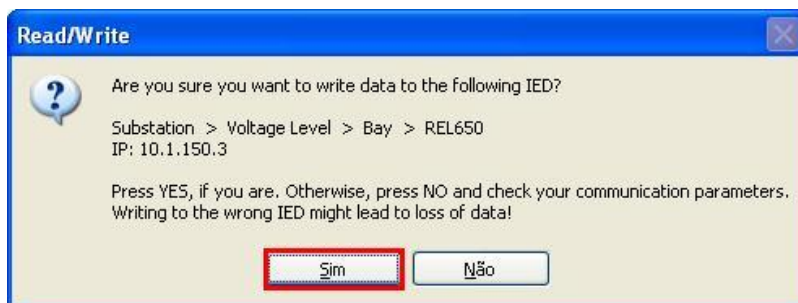 Read/Write
Are you sure you want to write data to the following IED?
Substation > Voltage Level > Bay > REL650
IP: 10.1.150.3
Press YES, if you are. Otherwise, press NO and check your communication parameters.
Writing to the wrong IED might lead to loss of data!
Sim Não